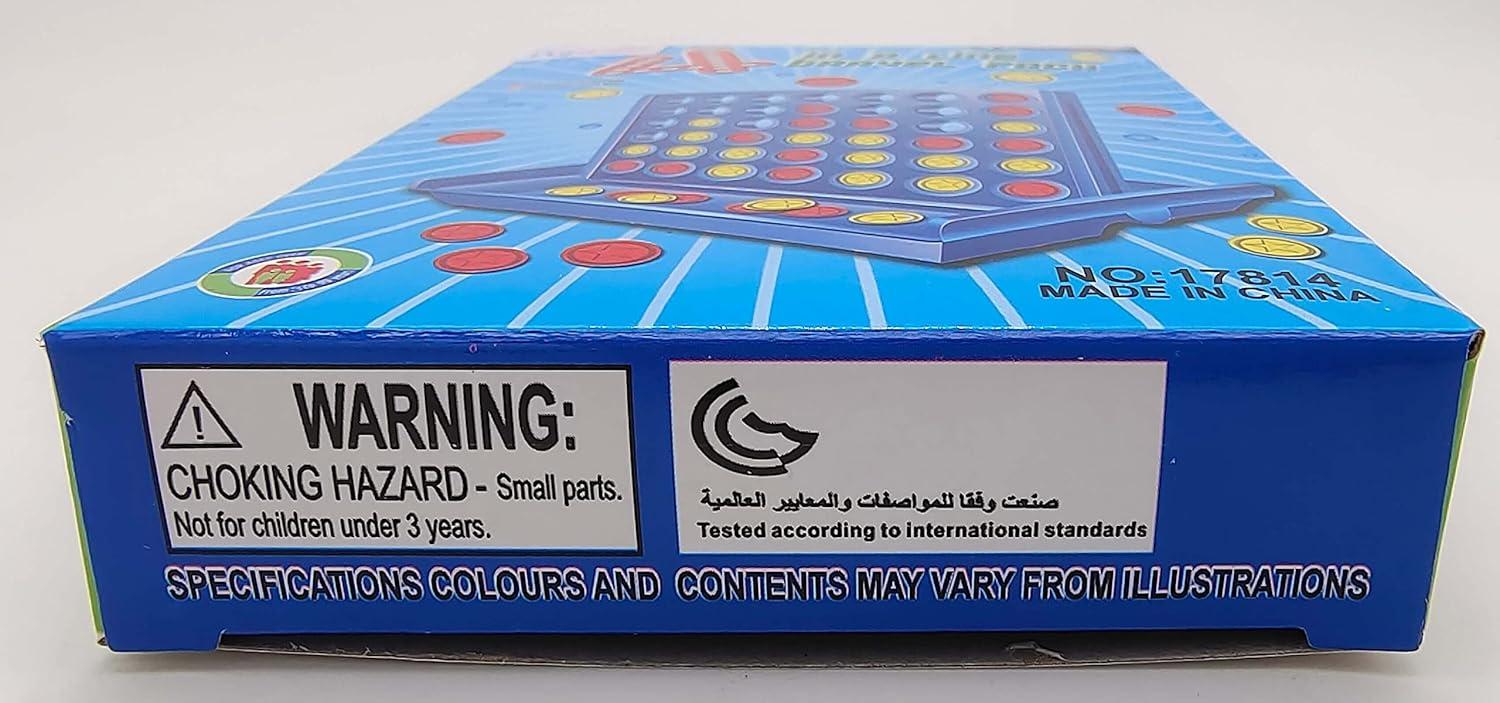 NO:17814
MADE IN CHINA
WARNING:
CHOKING HAZARD - Small parts.
Not for children under 3 years.
صنعت وفقا للمواصفات والمعايير العالمية
Tested according to international standards
SPECIFICATIONS COLOURS AND CONTENTS MAY VARY FROM ILLUSTRATIONS